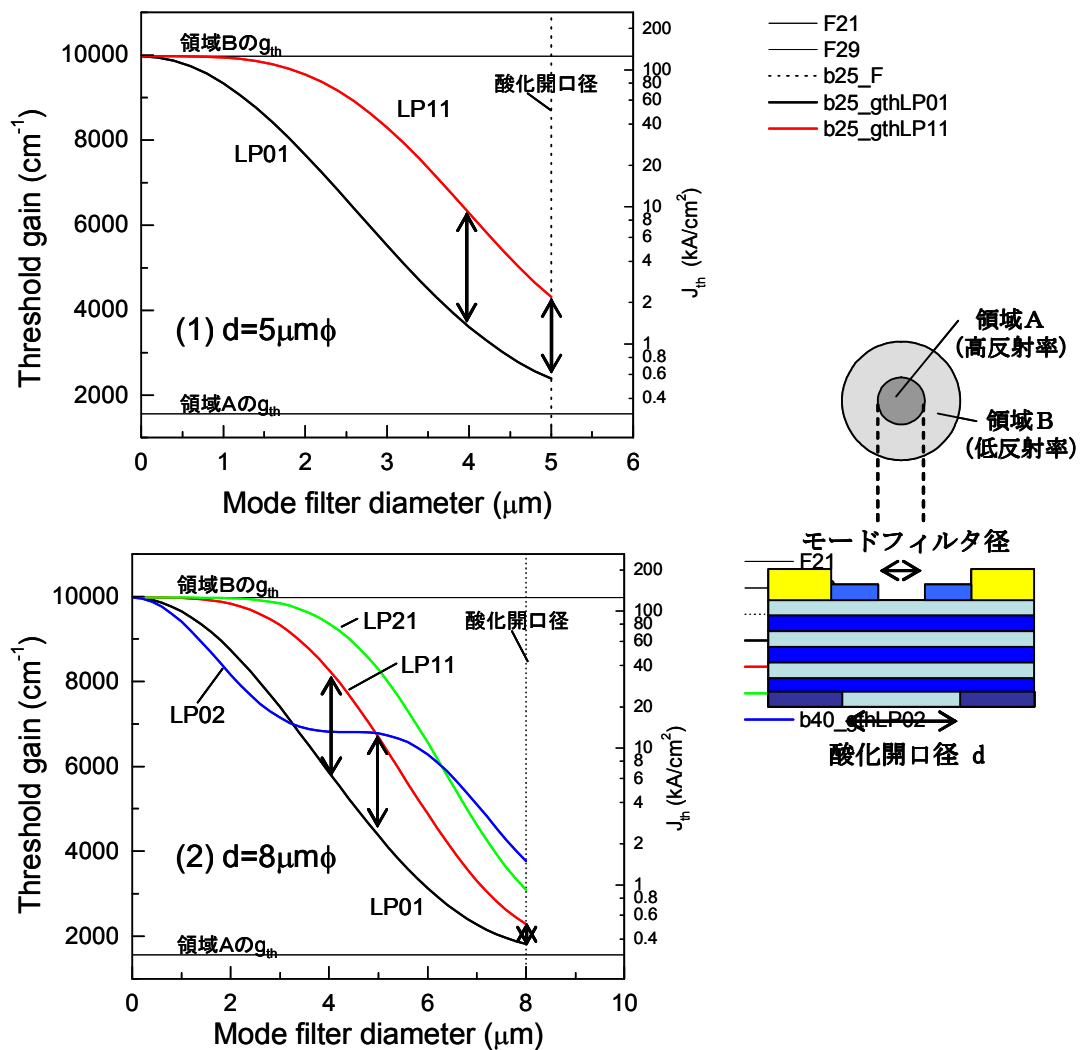 領域Bのgth
10000
8000
6000
4000
2000
Threshold gain (cm-1)
LP01
LP11
酸化開口径
(1) d=5μmφ
領域Aのgth
200
100
80
60
40
20
10
8
6
4
2
1
0.8
0.6
0.4
Jth (kA/cm2)
0 1 2 3 4 5 6
Mode filter diameter (μm)
F21
F29
b25_F
b25_gthLP01
b25_gthLP11
領域A
(高反射率)
領域B
(低反射率)
モードフィルタ径
F21
b40_gthLP02
酸化開口径 d
領域Bのgth
10000
8000
6000
4000
2000
Threshold gain (cm-1)
LP21
LP11
LP02
LP01
酸化開口径
(2) d=8μmφ
領域Aのgth
200
100
80
60
40
20
10
8
6
4
2
1
0.8
0.6
0.4
Jth (kA/cm2)
0 2 4 6 8 10
Mode filter diameter (μm)